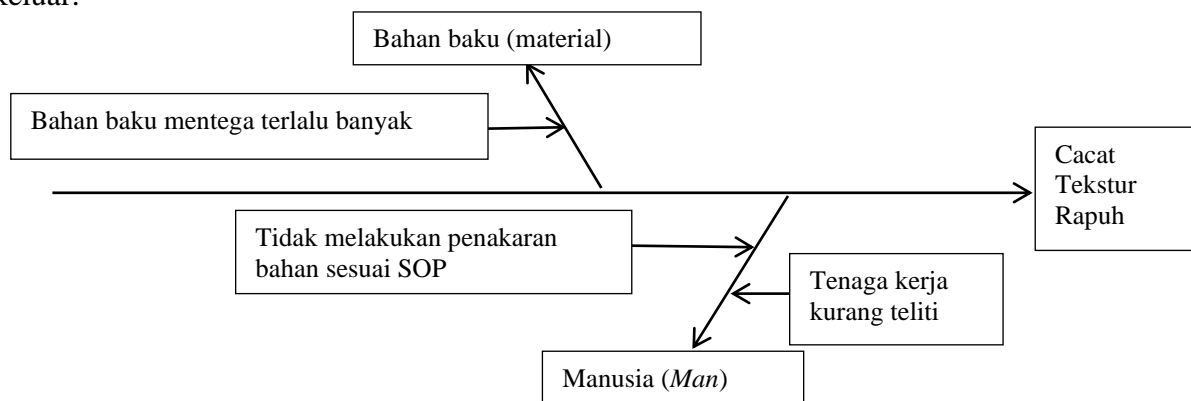 Bahan baku (material)
Bahan baku mentega terlalu banyak
Cacat
Tekstur
Rapuh
Tidak melakukan penakaran
bahan sesuai SOP
Tenaga kerja
kurang teliti
Manusia (Man)